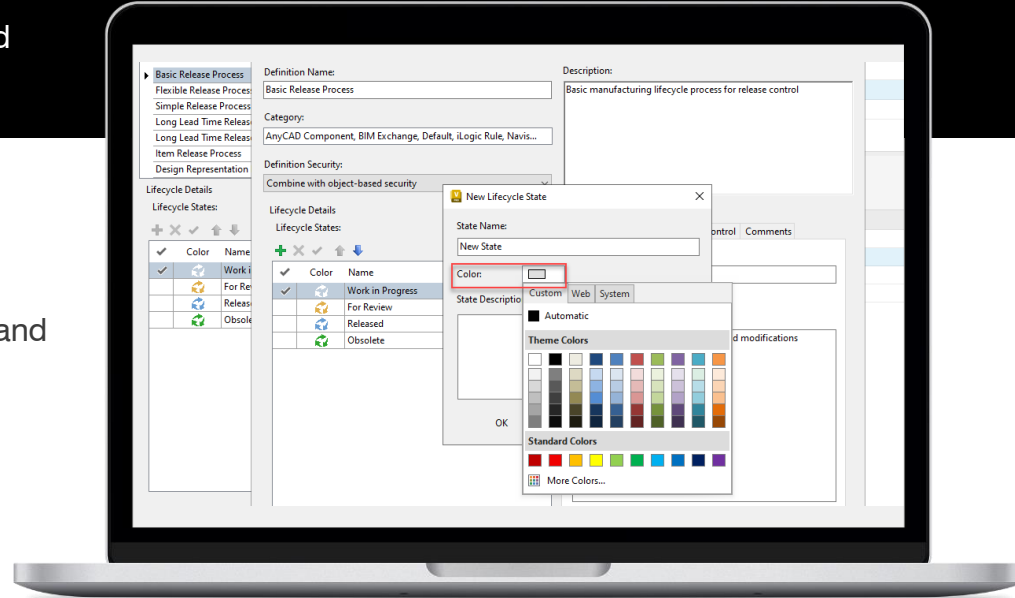 d
and
Basic Release Process
Flexible Release Proces
Simple Release Process
Long Lead Time Releas
Long Lead Time Releas
Item Release Process
Design Representation
Lifecycle Details
Lifecycle States:
Color Name
Work i
For Re
Releas
Obsole
Definition Name:
Basic Release Process
Category:
AnyCAD Component, BIM Exchange, Default, iLogic Rule, Navis...
Definition Security:
Combine with object-based security
Lifecycle Details
Lifecycle States:
Color Name
Work in Progress
For Review
Released
Obsolete
Description:
Basic manufacturing lifecycle process for release control
ontrol Comments
d modifications
New Lifecycle State
State Name:
New State
Color:
State Descriptio
OK
Custom Web System
Automatic
Theme Colors
Standard Colors
More Colors...